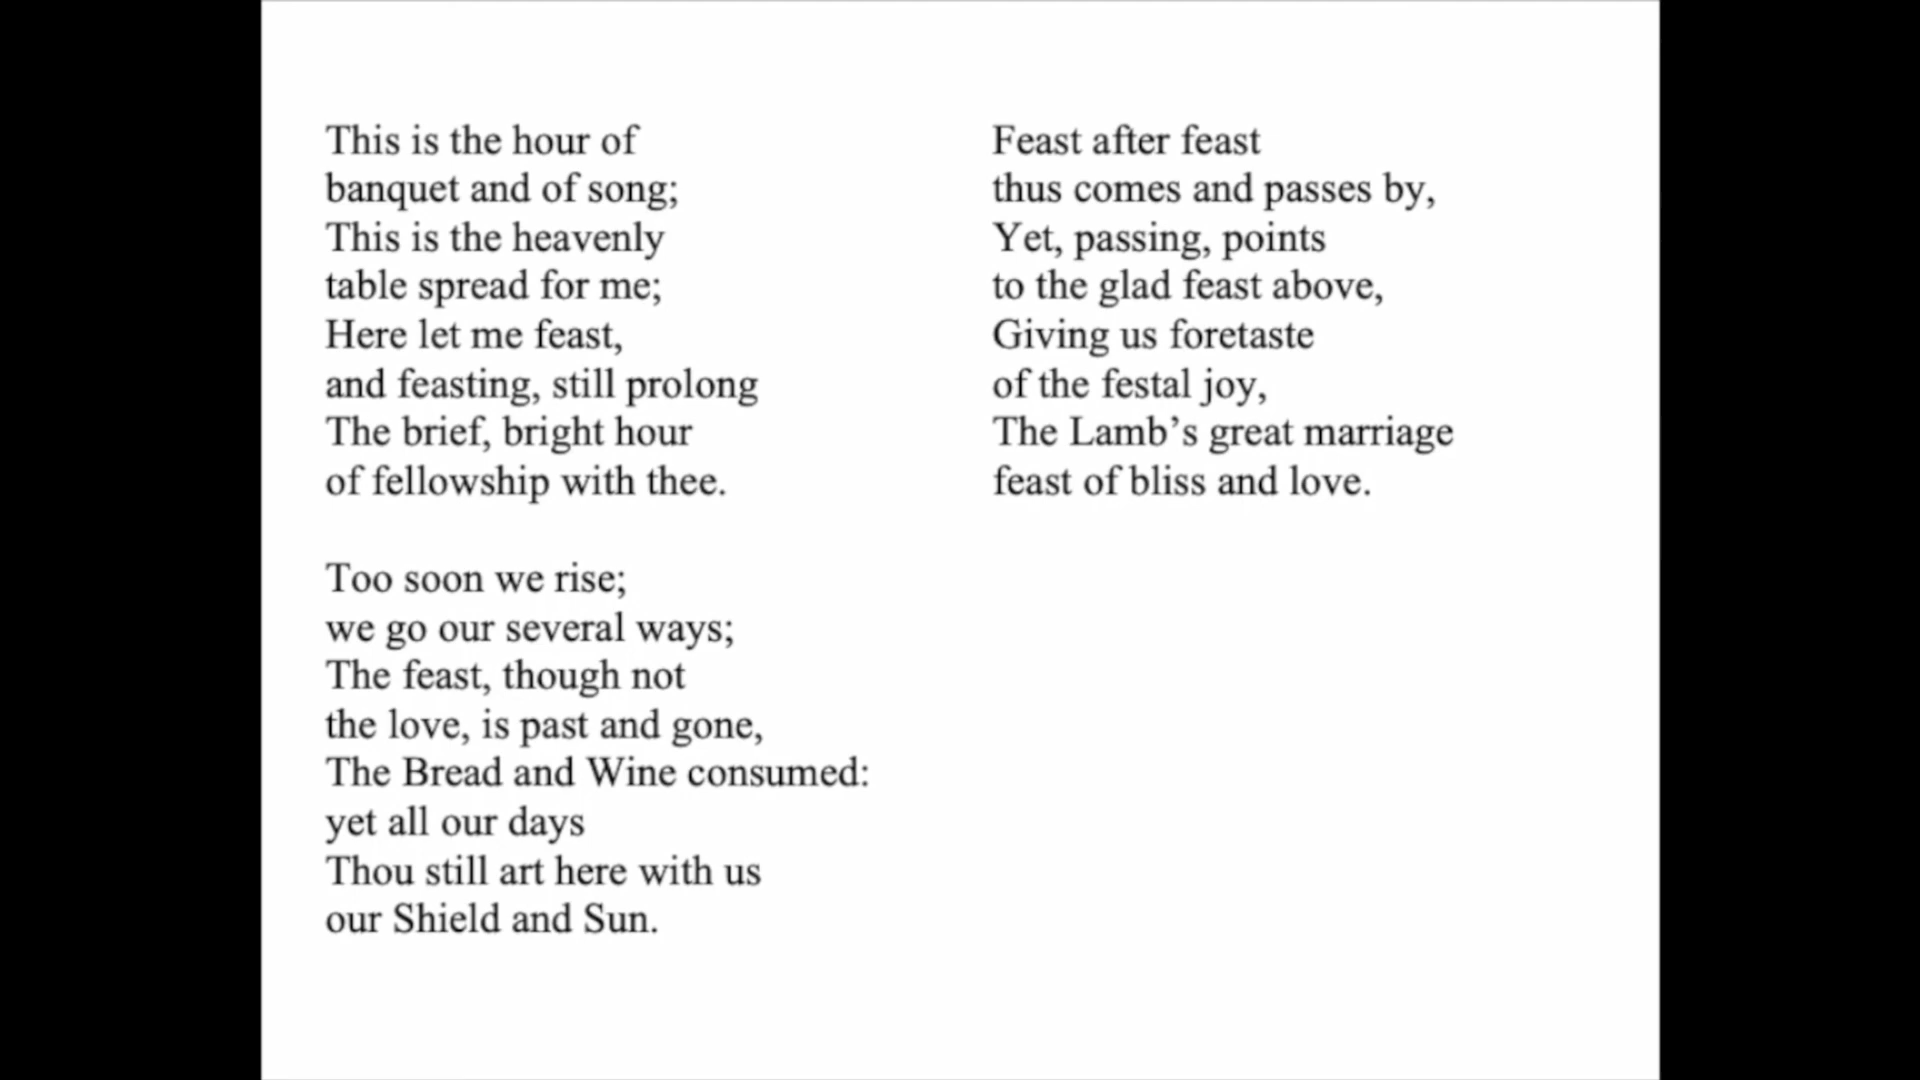 This is the hour of
banquet and of song;
This is the heavenly
table spread for me;
Here let me feast,
and feasting, still prolong
The brief, bright hour
of fellowship with thee.
Too soon we rise;
we go our several ways;
The feast, though not
the love, is past and gone,
The Bread and Wine consumed:
yet all our days
Thou still art here with us
our Shield and Sun.
Feast after feast
thus comes and passes by,
Yet, passing, points
to the glad feast above,
Giving us foretaste
of the festal joy,
The Lamb’s great marriage
feast of bliss and love.